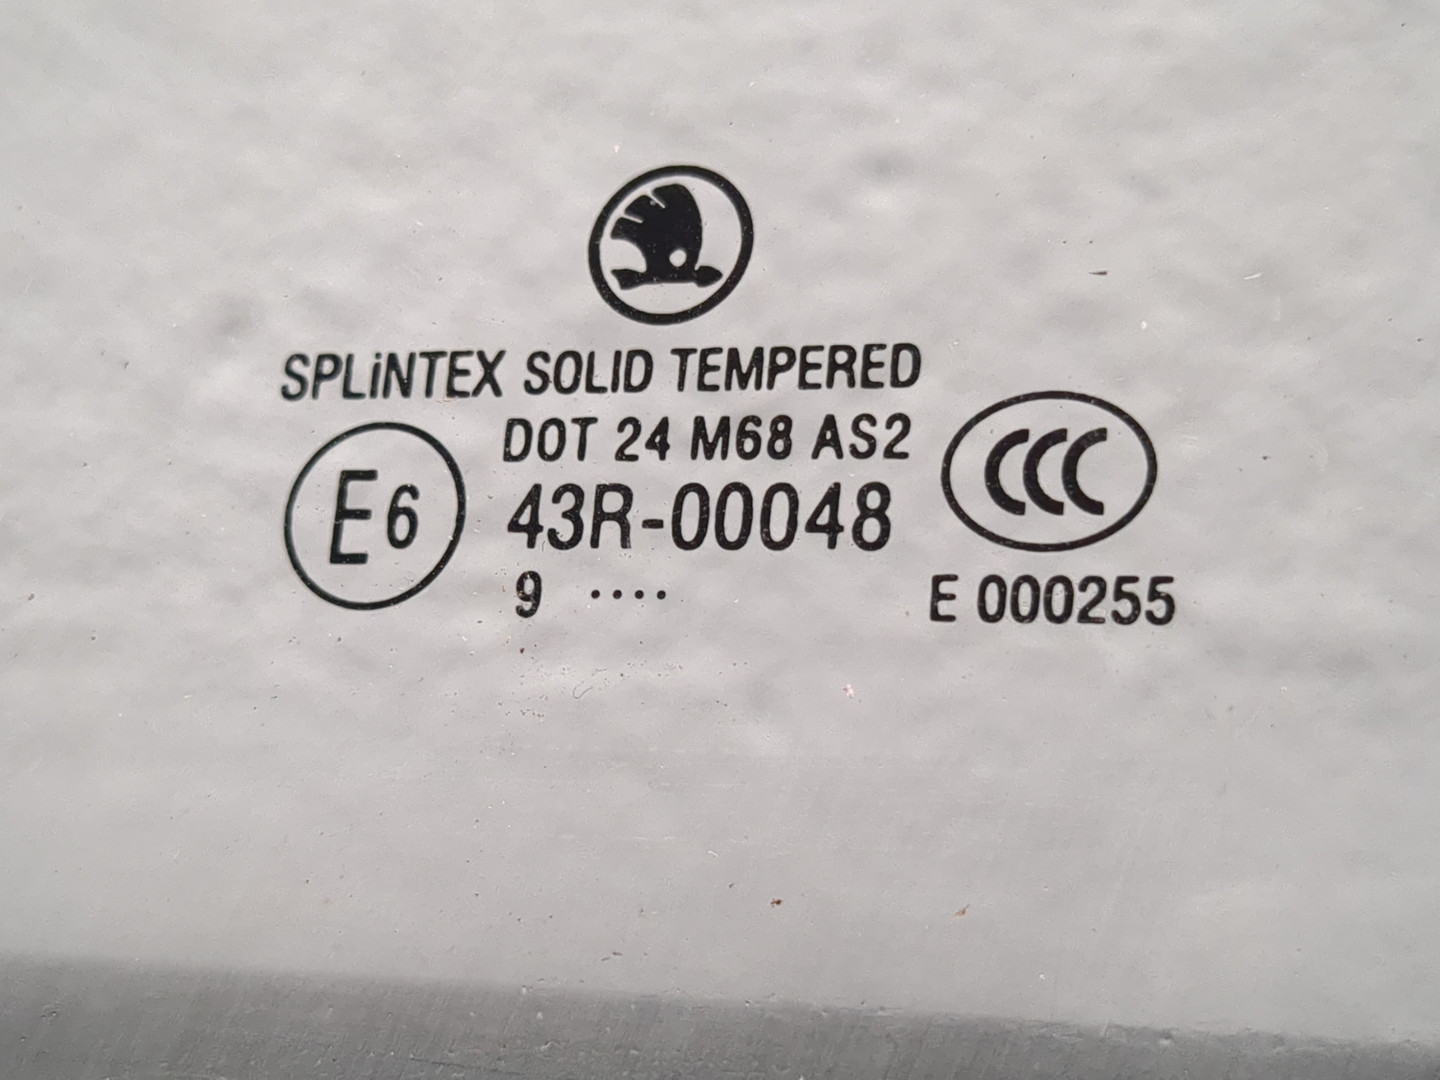 SPLiNTEX SOLID TEMPERED
DOT 24 M68 AS2
E6 43R-00048 CCC
9 ....
E 000255